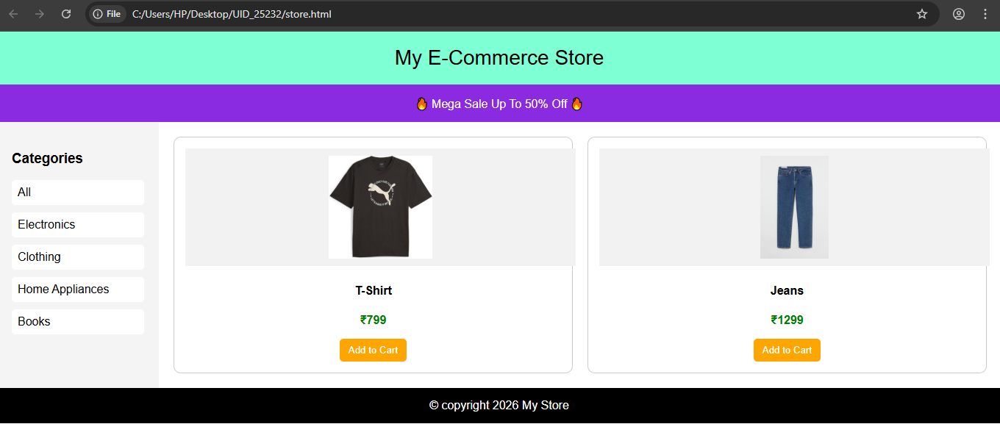 File C:/Users/HP/Desktop/UID_25232/store.html
My E-Commerce Store
🔥 Mega Sale Up To 50% Off 🔥
Categories
All
Electronics
Clothing
Home Appliances
Books
T-Shirt
₹799
Add to Cart
Jeans
₹1299
Add to Cart
© copyright 2026 My Store